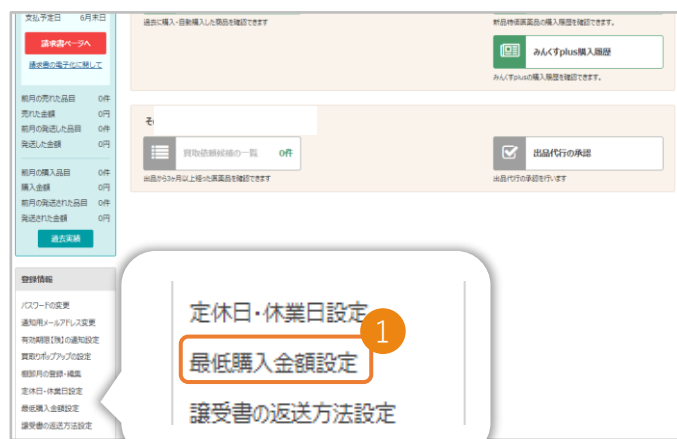 支払予定日 6月末日
請求書ページへ
請求書の電子化に関して
前月の売れた品目 0件
売れた金額 0円
前月の発送した品目 0件
発送した金額 0円
前月の購入品目 0件
購入金額 0円
前月の発送された品目 0件
発送された金額 0円
過去実績
登録情報
パスワードの変更
通知用メールアドレス変更
有効期限【残】の通知設定
買取りポップアップの設定
棚卸月の登録・編集
定休日・休業日設定
最低購入金額設定
譲受書の返送方法設定
過去に購入・自動購入した商品を確認できます
新品特価医薬品の購入履歴を確認できます。
みんくすplus購入履歴
みんくすplusの購入履歴を確認できます。
そ
買取依頼候補の一覧 0件
出品から3ヶ月以上経った医薬品を確認できます
出品代行の承認
出品代行の承認を行います
定休日・休業日設定
1
最低購入金額設定
譲受書の返送方法設定